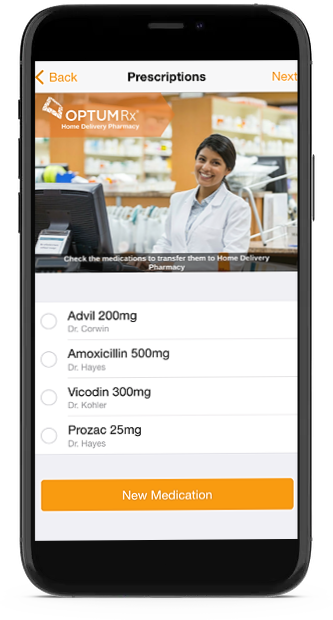 Back Prescriptions Next
OPTUMRx®
Home Delivery Pharmacy
Check the medications to transfer them to Home Delivery
Pharmacy
Advil 200mg
Dr. Corwin
Amoxicillin 500mg
Dr. Hayes
Vicodin 300mg
Dr. Kohler
Prozac 25mg
Dr. Hayes
New Medication